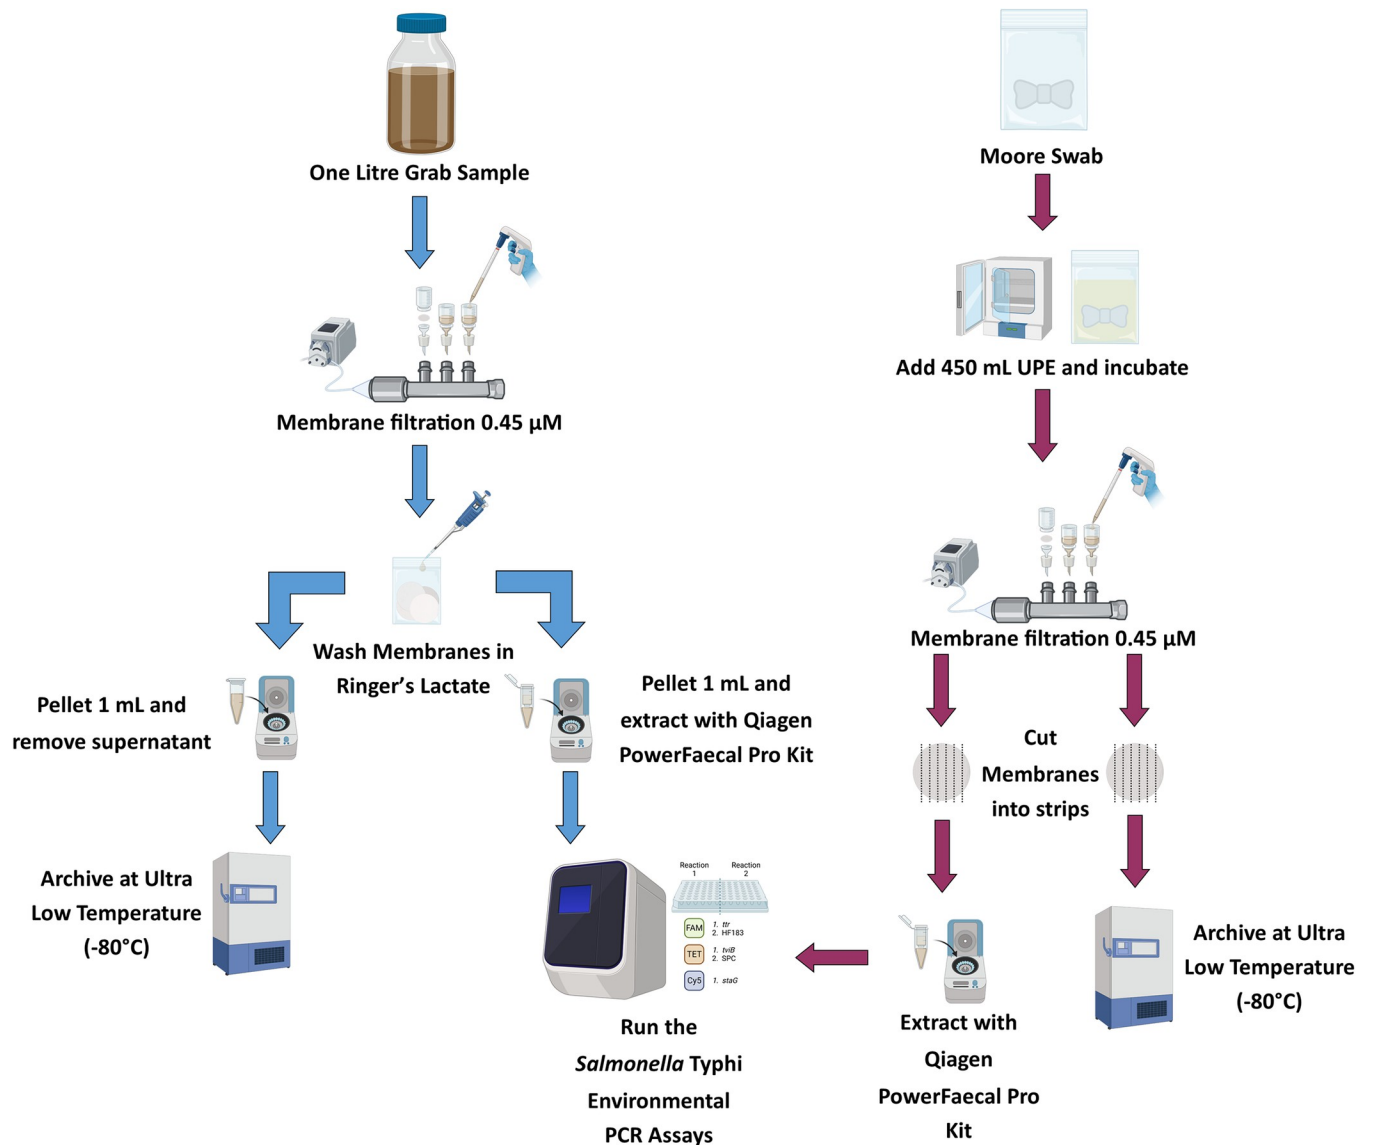 One Litre Grab Sample
Membrane filtration 0.45 µM
Wash Membranes in
Ringer's Lactate
Pellet 1 mL and
remove supernatant
Archive at Ultra
Low Temperature
(-80°C)
Pellet 1 mL and
extract with Qiagen
PowerFaecal Pro Kit
Reaction
1
Reaction
2
FAM
1. ttr
2. HF183
TET
1. tviB
2. SPC
Cy5
1. staG
Run the
Salmonella Typhi
Environmental
PCR Assays
Moore Swab
Add 450 mL UPE and incubate
Membrane filtration 0.45 µM
Cut
Membranes
into strips
Extract with
Qiagen
PowerFaecal Pro
Kit
Archive at Ultra
Low Temperature
(-80°C)